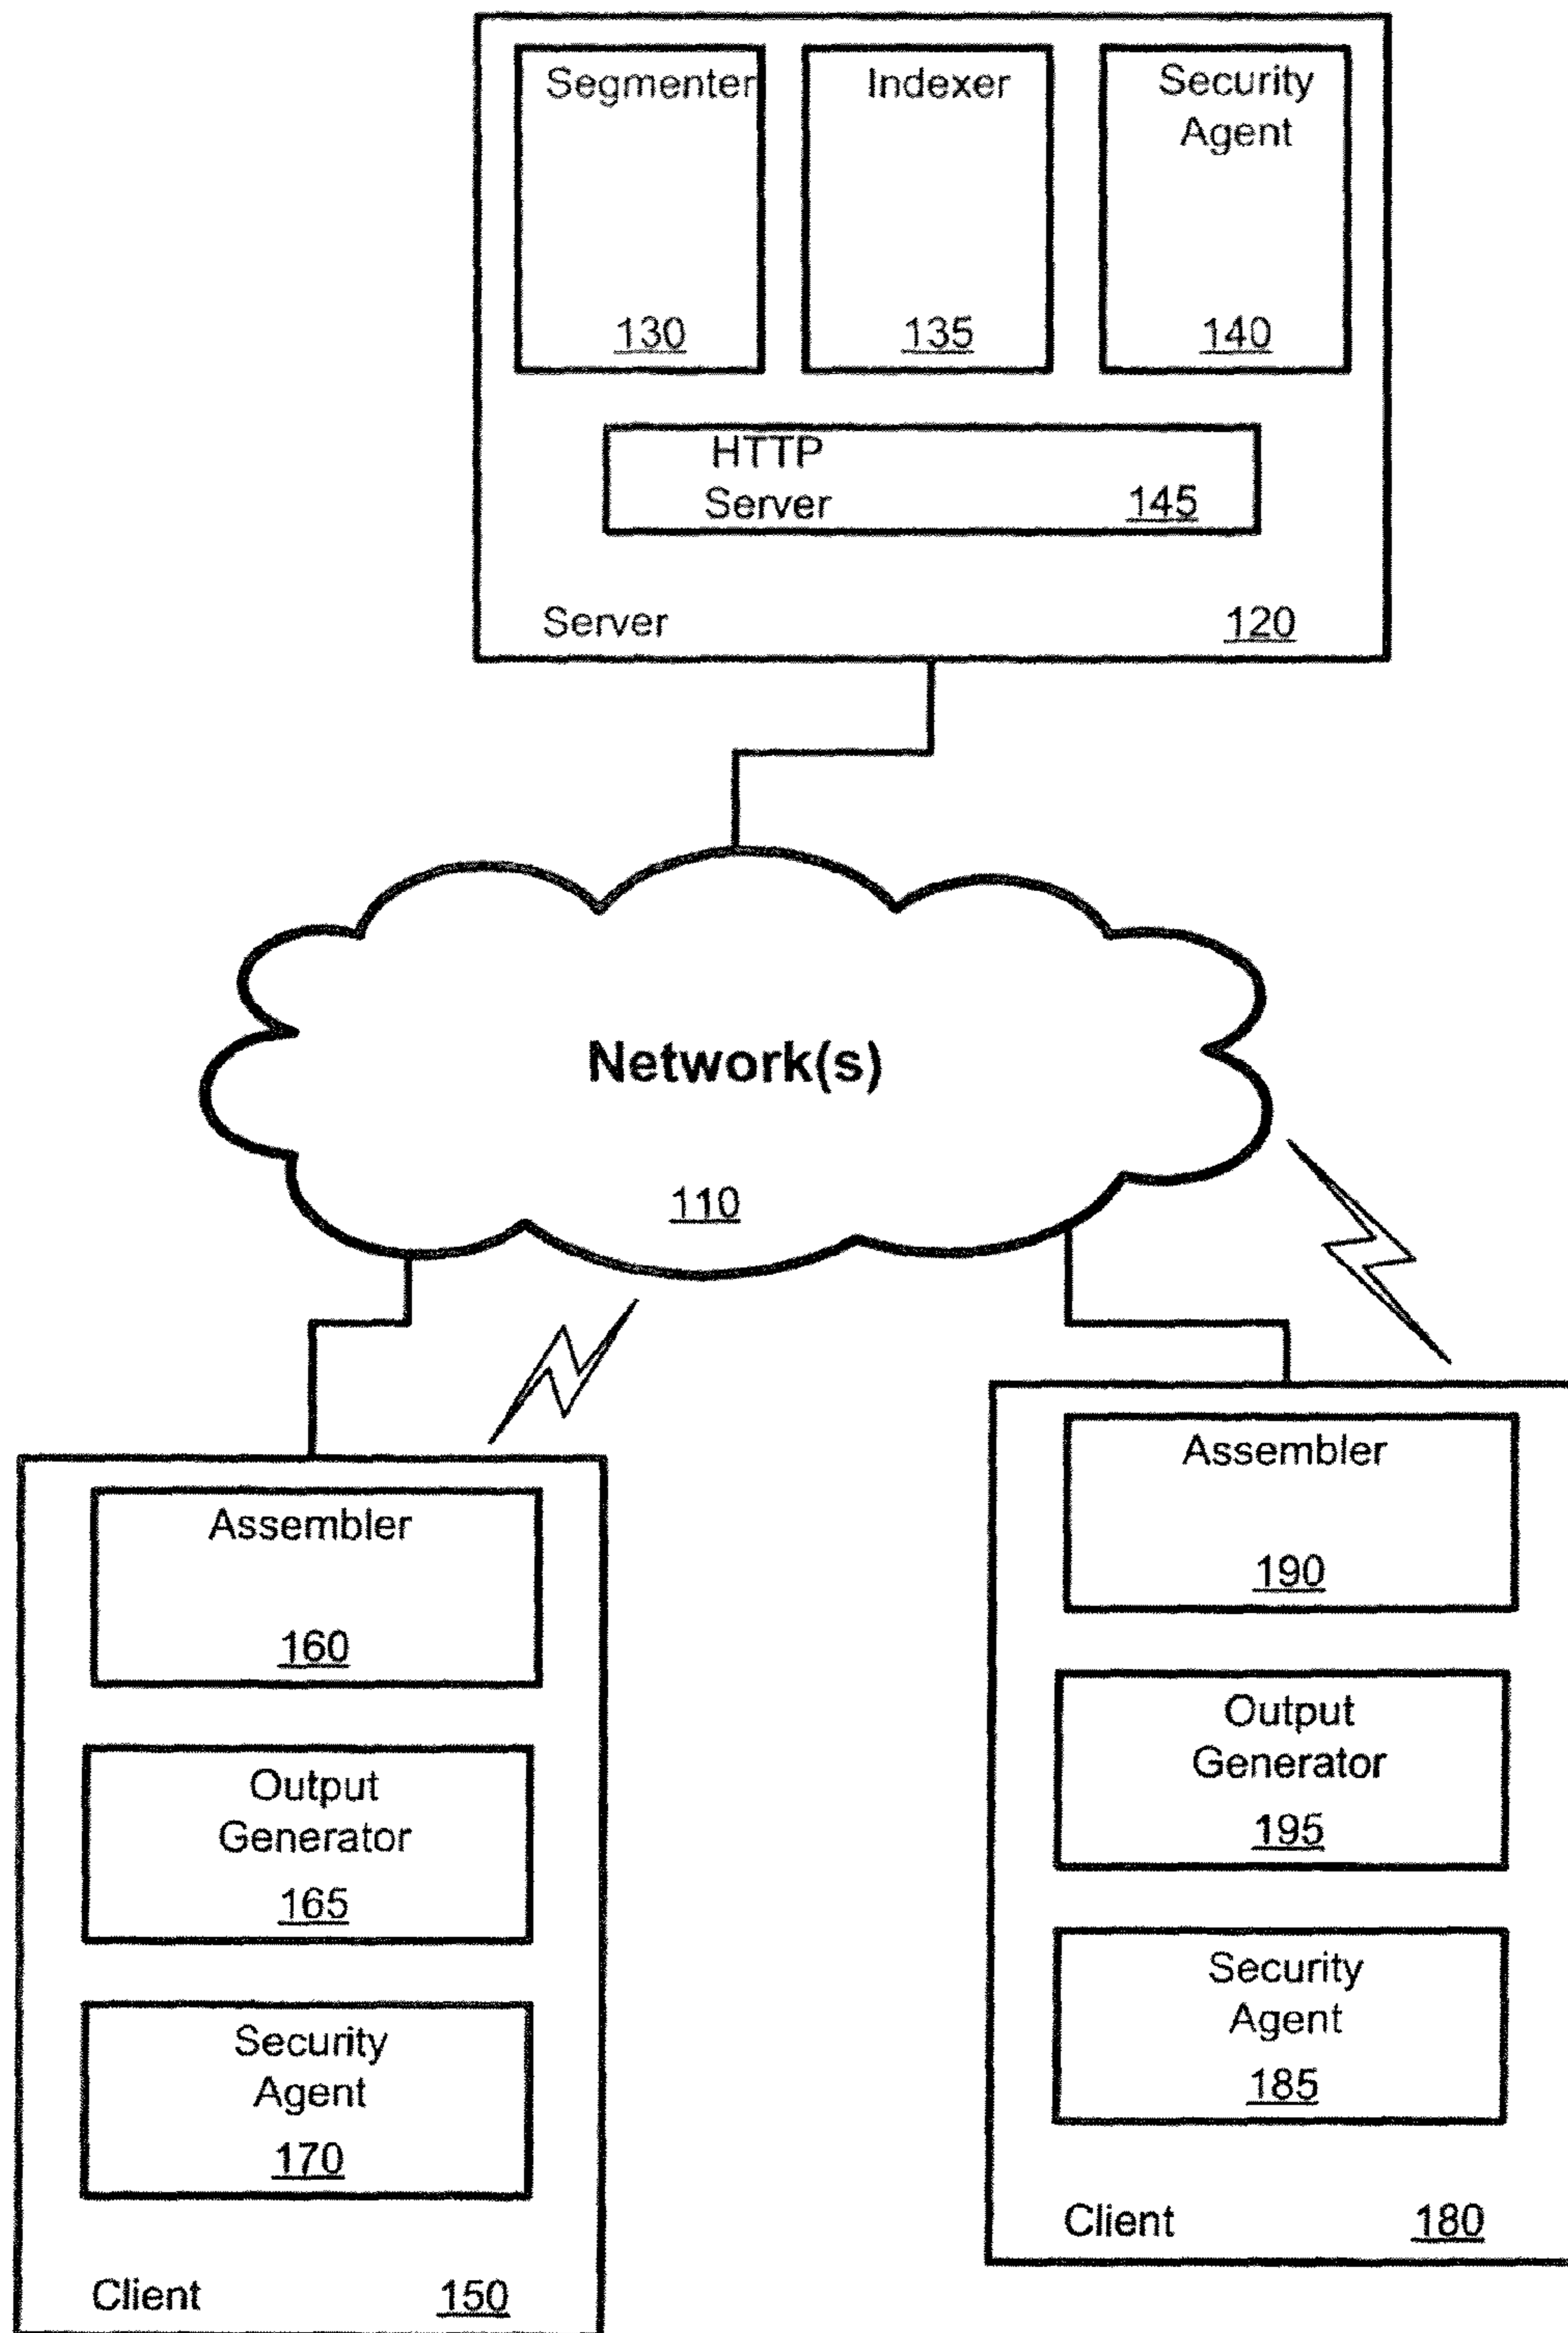 Segmenter
130
Indexer
135
Security
Agent
140
HTTP
Server
145
Server
120
Network(s)
110
Assembler
160
Output
Generator
165
Security
Agent
170
Client
150
Assembler
190
Output
Generator
195
Security
Agent
185
Client
180